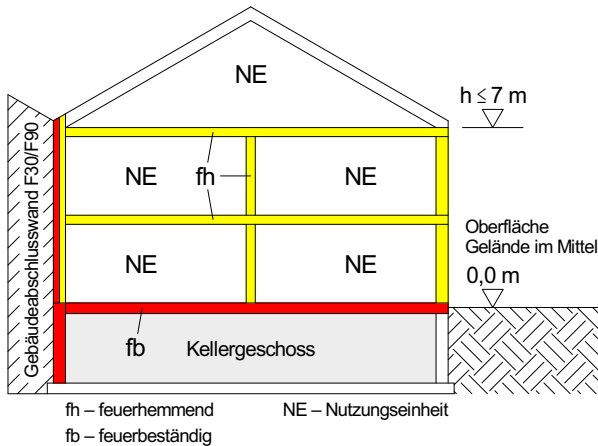 NE
h ≤ 7 m
Gebäudeabschlusswand F30/F90
NE
fh
NE
Oberfläche
Gelände im Mittel
0,0 m
NE
NE
fb
Kellergeschoss
fh – feuerhemmend
NE – Nutzungseinheit
fb – feuerbeständig